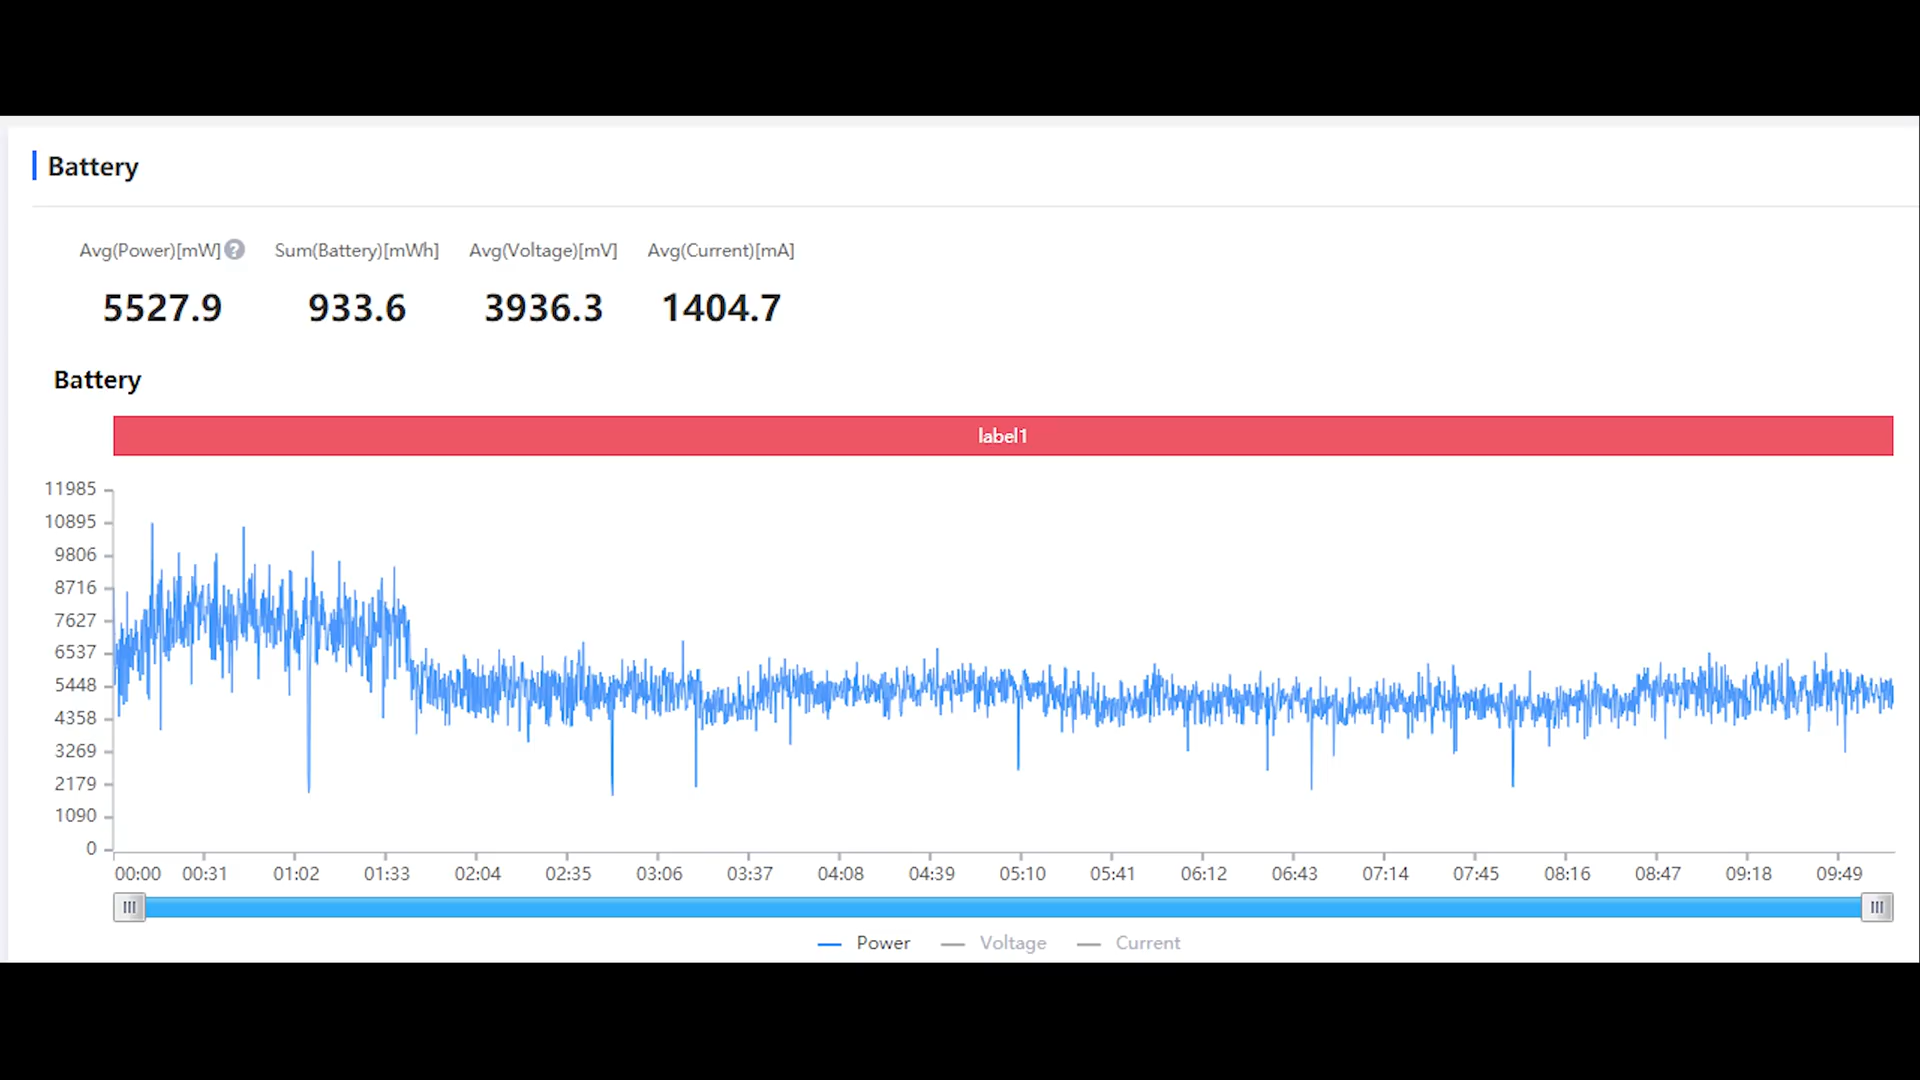 Battery
Avg(Power)[mW] ? Sum(Battery)[mWh] Avg(Voltage)[mV] Avg(Current)[mA]
5527.9 933.6 3936.3 1404.7
Battery
label1
11985
10895
9806
8716
7627
6537
5448
4358
3269
2179
1090
0
00:00 00:31 01:02 01:33 02:04 02:35 03:06 03:37 04:08 04:39 05:10 05:41 06:12 06:43 07:14 07:45 08:16 08:47 09:18 09:49
Power Voltage Current